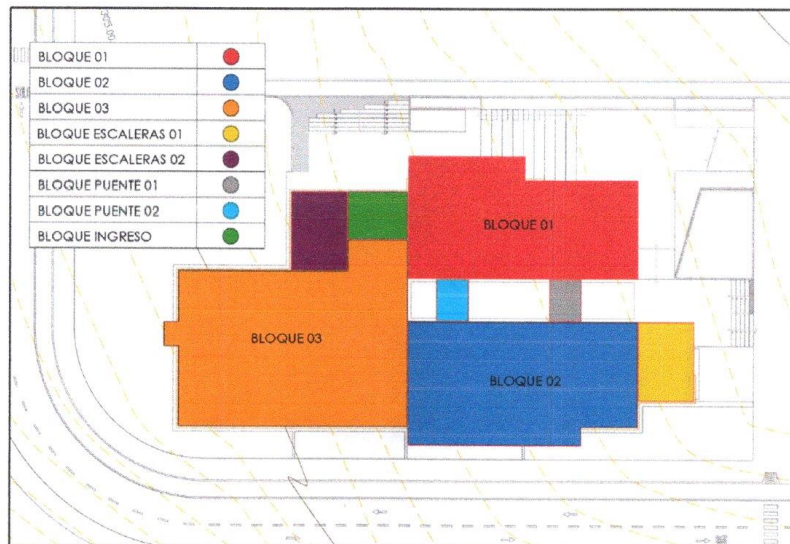 BLOQUE 01
BLOQUE 02
BLOQUE 03
BLOQUE ESCALERAS 01
BLOQUE ESCALERAS 02
BLOQUE PUENTE 01
BLOQUE PUENTE 02
BLOQUE INGRESO
BLOQUE 01
BLOQUE 03
BLOQUE 02